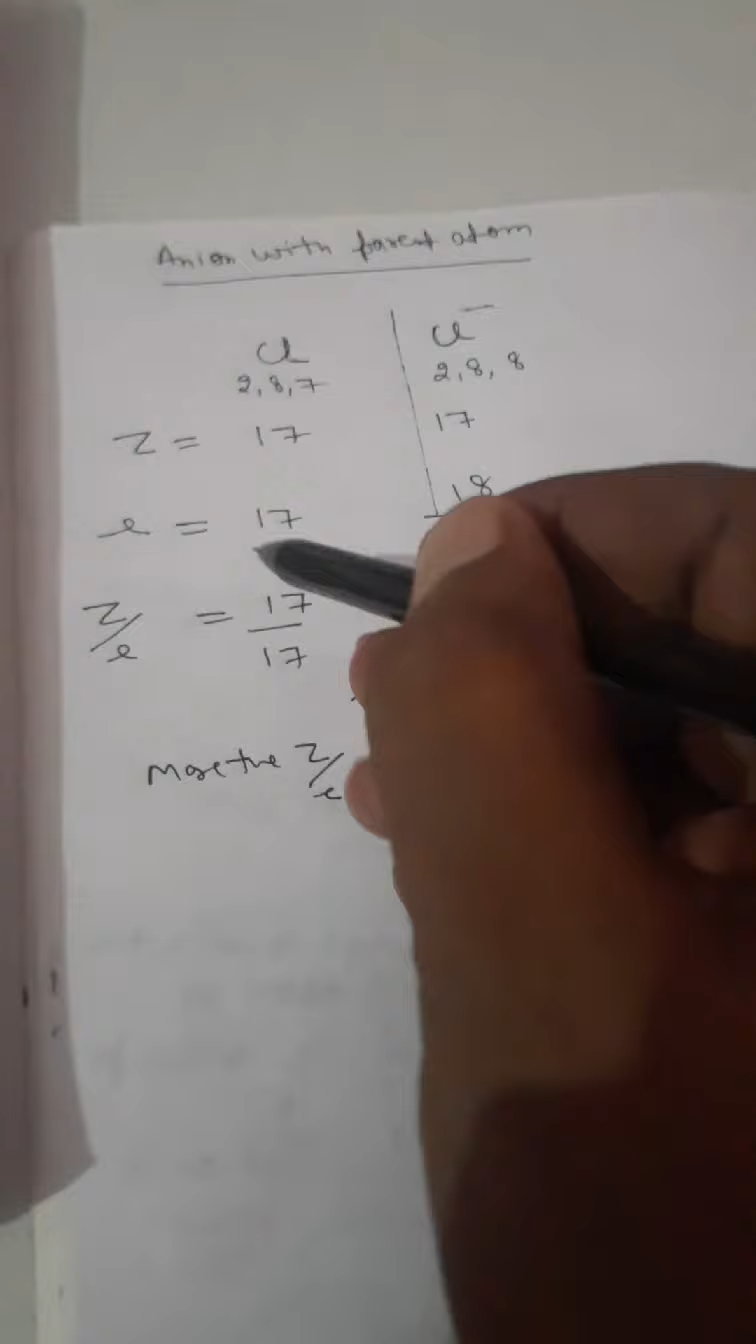 Anion with parent atom
Cl Cl⁻
2,8,7 2,8,8
Z = 17 17
e = 17 18
Z/e = 17/17
More the Z/e